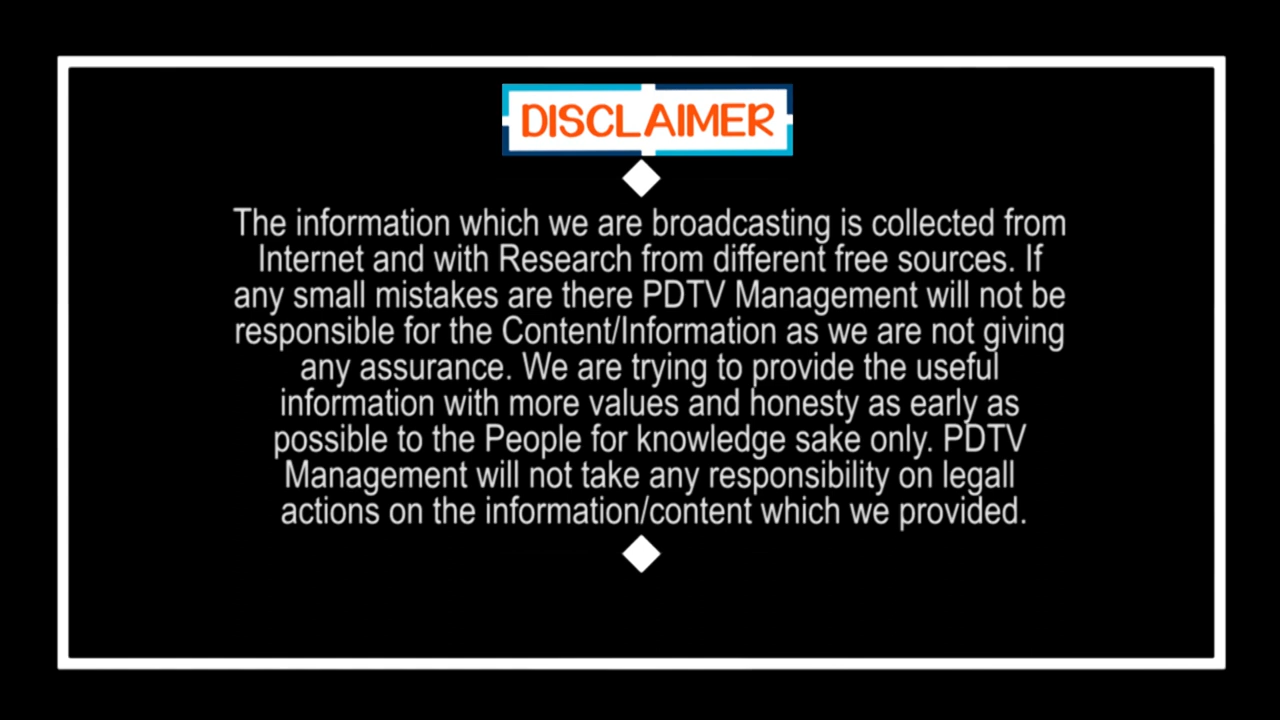 DISCLAIMER
The information which we are broadcasting is collected from
Internet and with Research from different free sources. If
any small mistakes are there PDTV Management will not be
responsible for the Content/Information as we are not giving
any assurance. We are trying to provide the useful
information with more values and honesty as early as
possible to the People for knowledge sake only. PDTV
Management will not take any responsibility on legall
actions on the information/content which we provided.